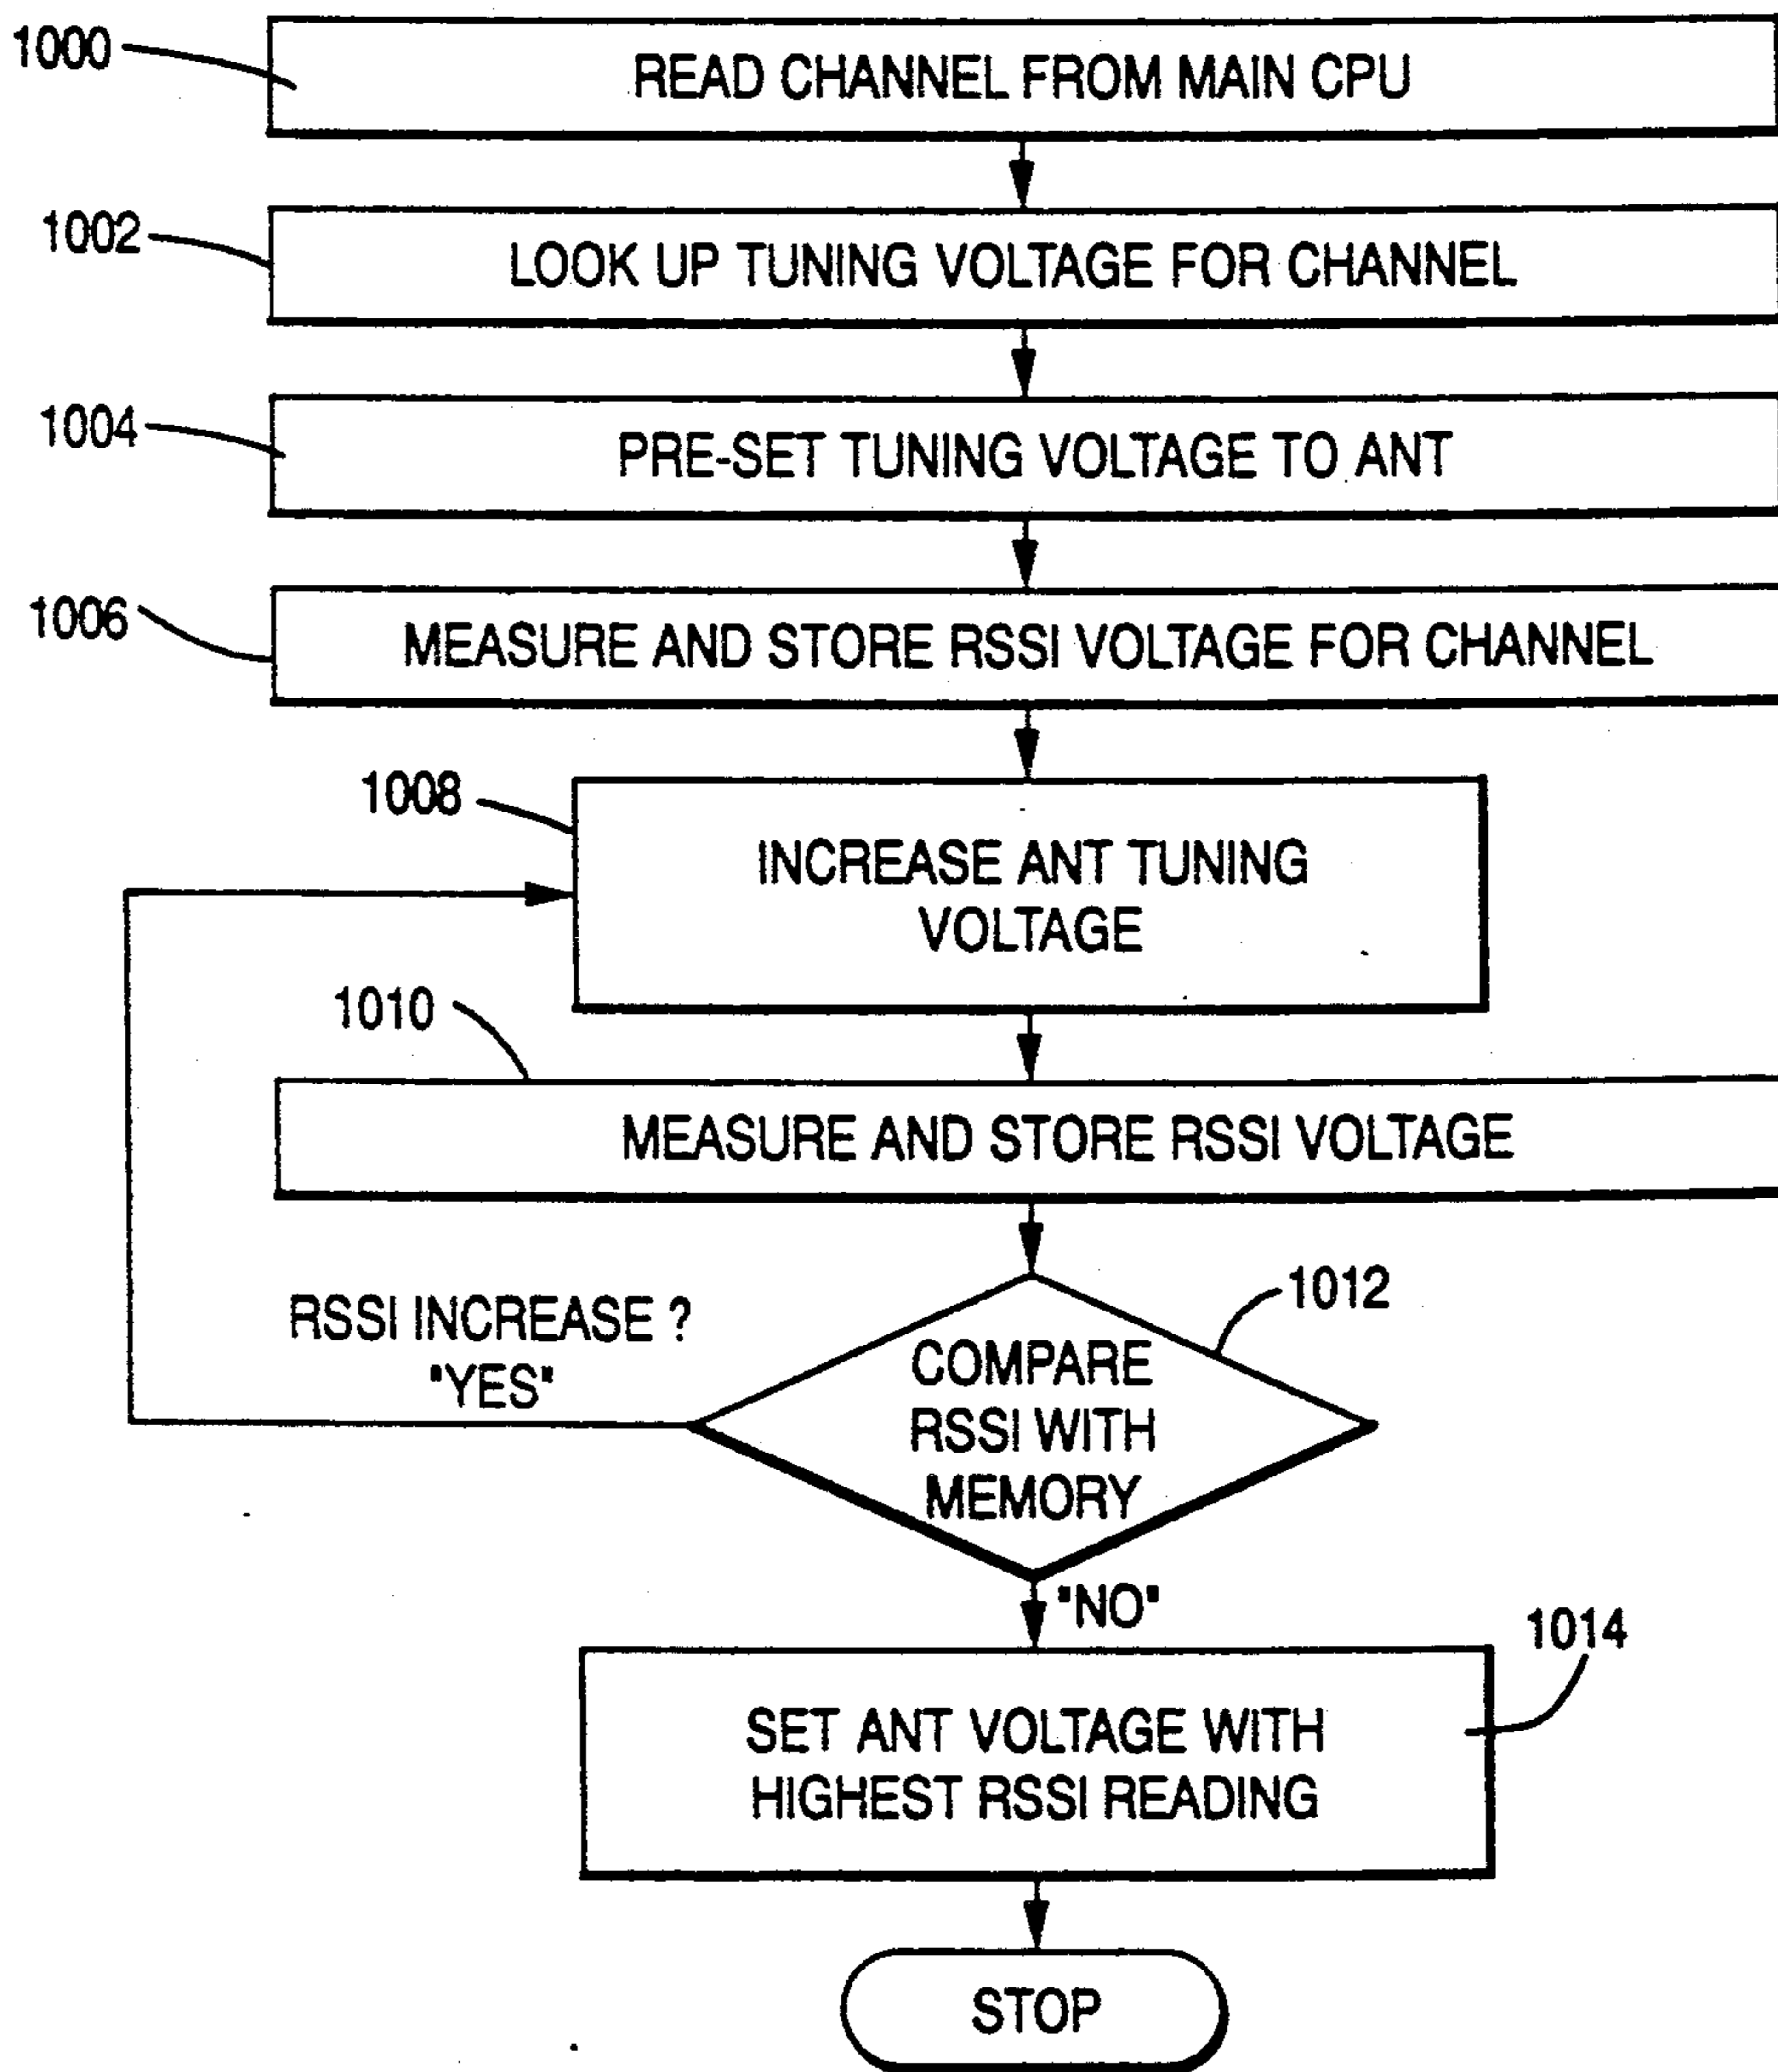 1000
READ CHANNEL FROM MAIN CPU
1002
LOOK UP TUNING VOLTAGE FOR CHANNEL
1004
PRE-SET TUNING VOLTAGE TO ANT
1006
MEASURE AND STORE RSSI VOLTAGE FOR CHANNEL
1008
INCREASE ANT TUNING
VOLTAGE
1010
MEASURE AND STORE RSSI VOLTAGE
1012
RSSI INCREASE ?
"YES"
COMPARE
RSSI WITH
MEMORY
"NO"
1014
SET ANT VOLTAGE WITH
HIGHEST RSSI READING
STOP